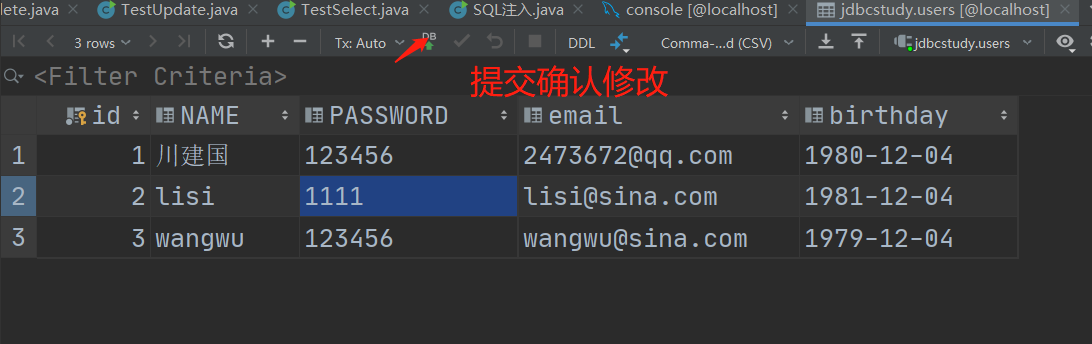 lete.java TestUpdate.java TestSelect.java SQL注入.java console [@localhost] jdbcstudy.users [@localhost]
3 rows Tx: Auto DB DDL Comma-...d (CSV) jdbcstudy.users
提交确认修改
<Filter Criteria>
id NAME PASSWORD email birthday
1 1 川建国 123456 2473672@qq.com 1980-12-04
2 2 lisi 1111 lisi@sina.com 1981-12-04
3 3 wangwu 123456 wangwu@sina.com 1979-12-04